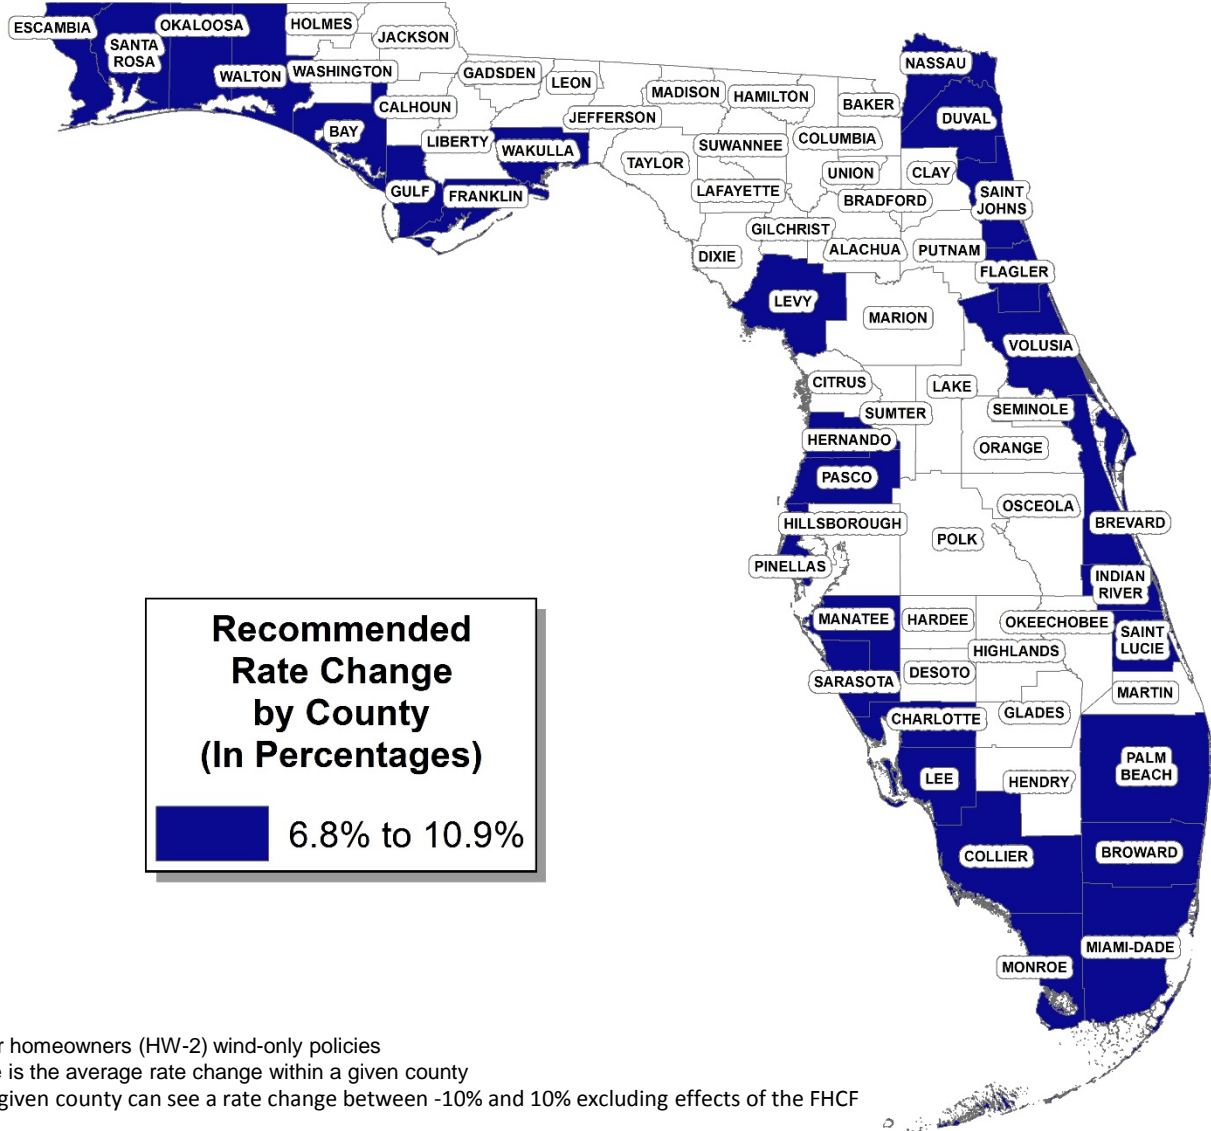 ESCAMBIA
SANTA
ROSA
OKALOOSA
WALTON
HOLMES
WASHINGTON
JACKSON
BAY
CALHOUN
GULF
GADSDEN
LIBERTY
FRANKLIN
LEON
WAKULLA
JEFFERSON
MADISON
TAYLOR
HAMILTON
SUWANNEE
LAFAYETTE
DIXIE
BAKER
COLUMBIA
UNION
BRADFORD
GILCHRIST
ALACHUA
LEVY
NASSAU
DUVAL
CLAY
SAINT
JOHNS
PUTNAM
FLAGLER
MARION
VOLUSIA
CITRUS
SUMTER
LAKE
SEMINOLE
HERNANDO
ORANGE
PASCO
OSCEOLA
HILLSBOROUGH
POLK
BREVARD
PINELLAS
INDIAN
RIVER
MANATEE
HARDEE
OKEECHOBEE
SAINT
LUCIE
HIGHLANDS
SARASOTA
DESOTO
MARTIN
CHARLOTTE
GLADES
LEE
HENDRY
PALM
BEACH
COLLIER
BROWARD
MONROE
MIAMI-DADE
Recommended
Rate Change
by County
(In Percentages)
6.8% to 10.9%
homeowners (HW-2) wind-only policies
is the average rate change within a given county
given county can see a rate change between -10% and 10% excluding effects of the FHCF